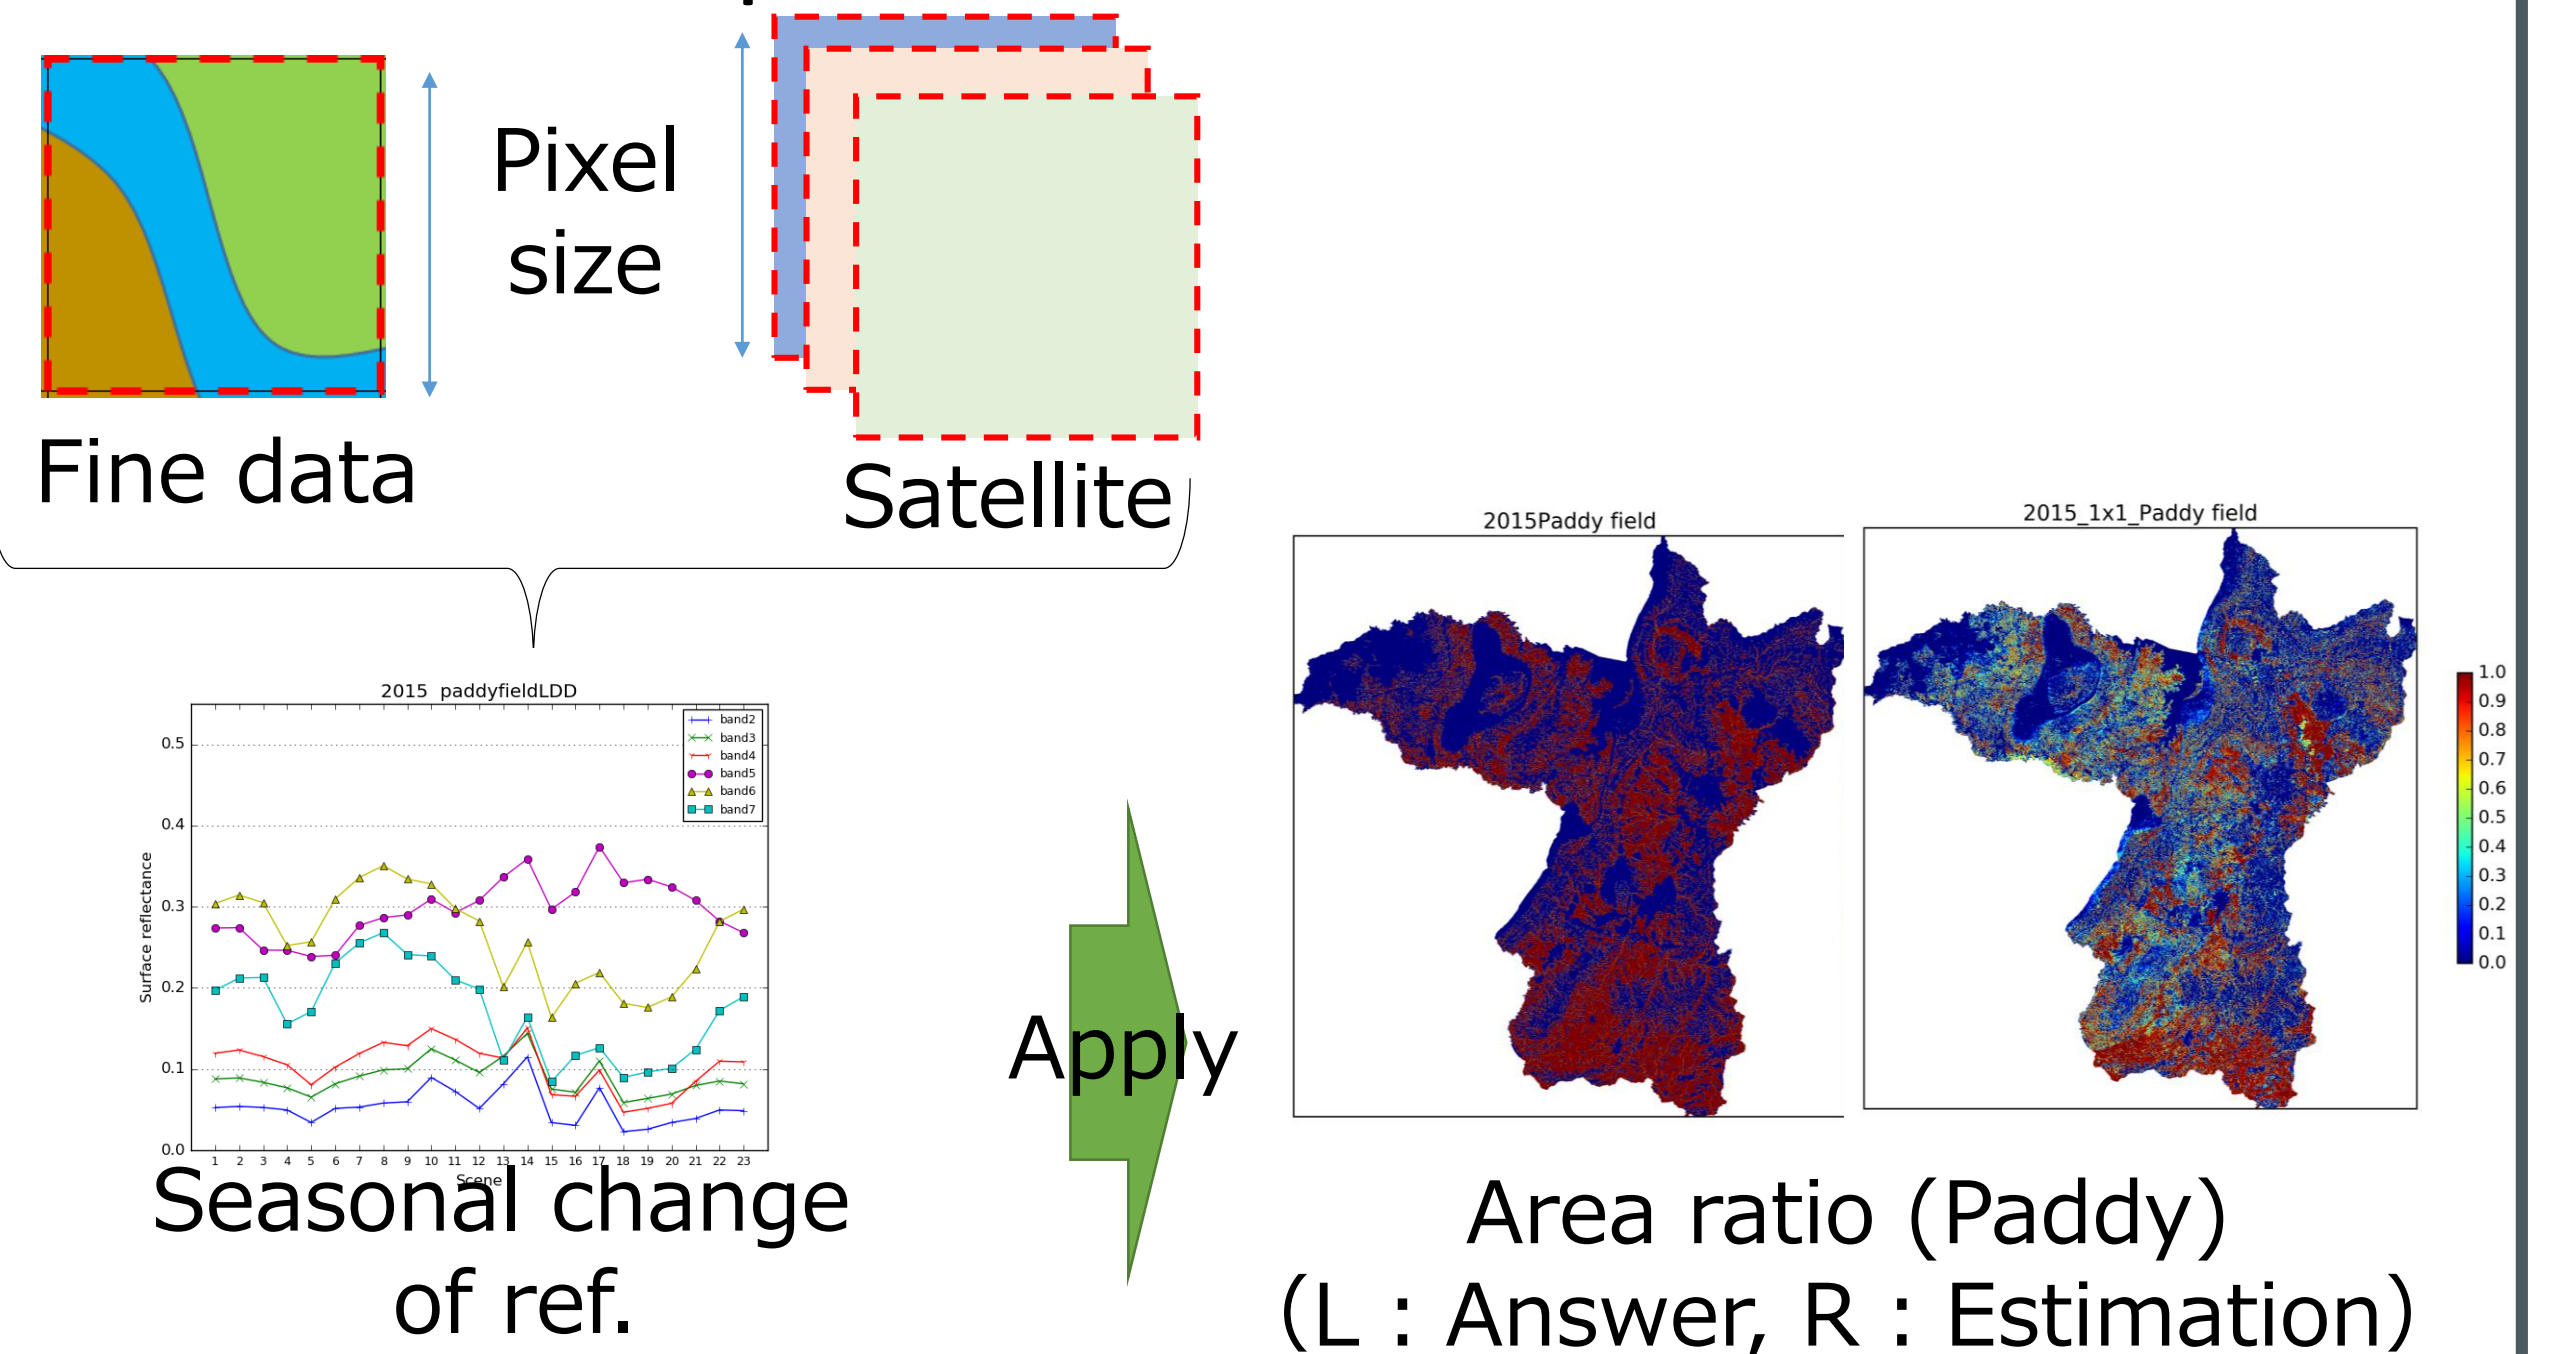 Pixel
size
Fine data
Satellite
2015 paddyfieldLDD
band2
band3
band4
band5
band6
band7
Surface reflectance
0.5
0.4
0.3
0.2
0.1
0.0
1 2 3 4 5 6 7 8 9 10 11 12 13 14 15 16 17 18 19 20 21 22 23
Scene
Seasonal change
of ref.
Apply
2015Paddy field
2015_1x1_Paddy field
1.0
0.9
0.8
0.7
0.6
0.5
0.4
0.3
0.2
0.1
0.0
Area ratio (Paddy)
(L : Answer, R : Estimation)